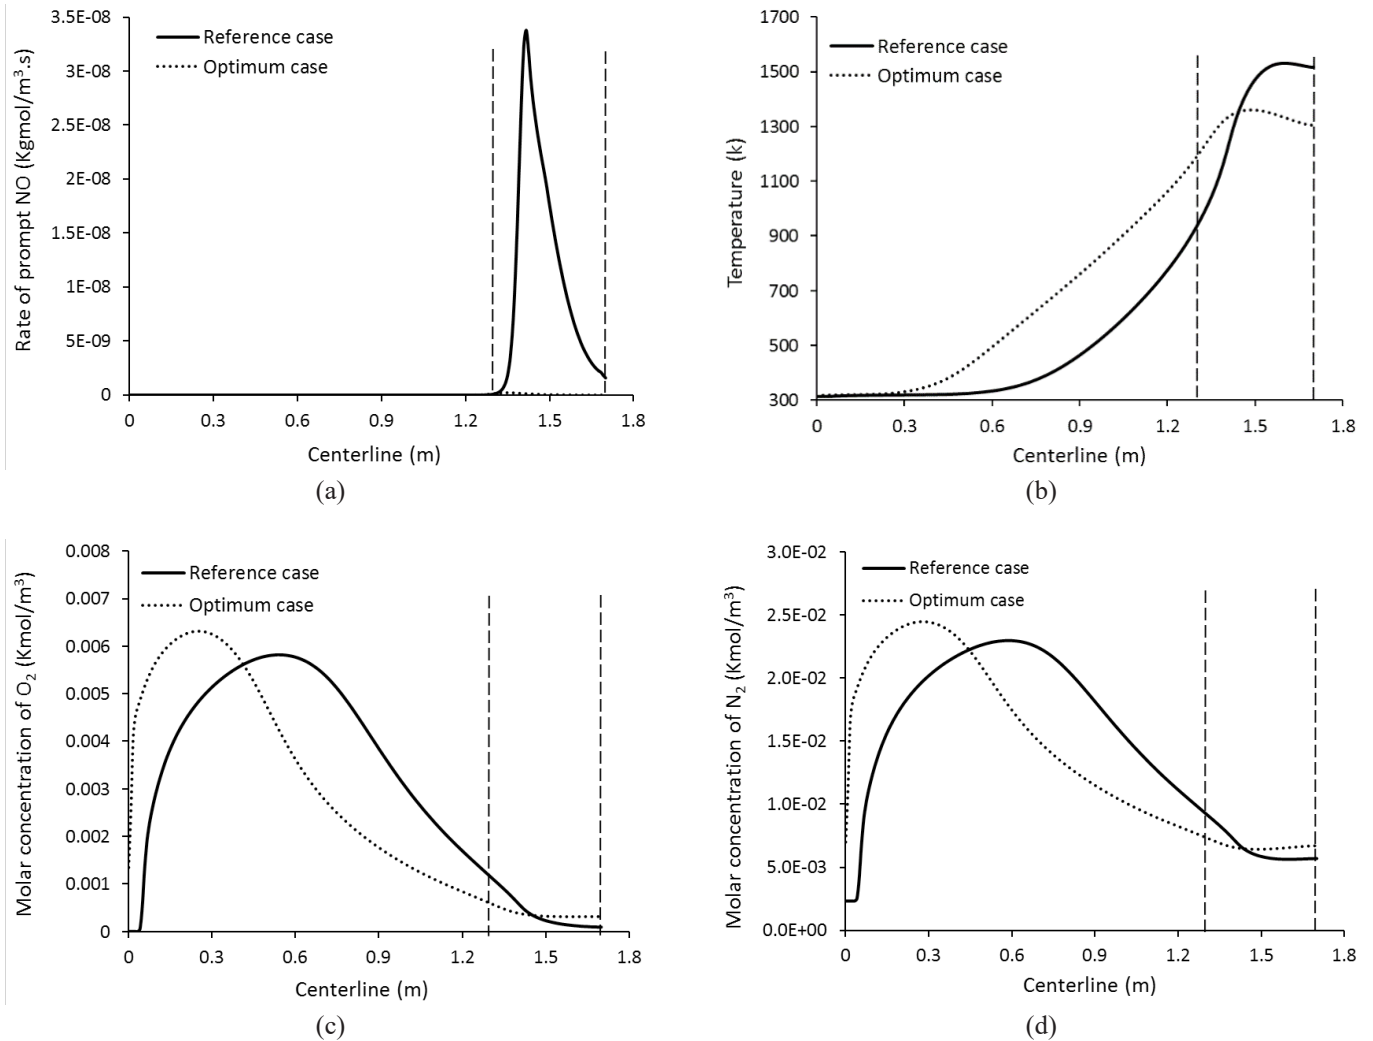 Rate of prompt NO (Kgmol/m³.s)
3.5E-08
3E-08
2.5E-08
2E-08
1.5E-08
1E-08
5E-09
0
Reference case
Optimum case
0 0.3 0.6 0.9 1.2 1.5 1.8
Centerline (m)
(a)
Temperature (k)
1700
1500
1300
1100
900
700
500
300
Reference case
Optimum case
0 0.3 0.6 0.9 1.2 1.5 1.8
Centerline (m)
(b)
Molar concentration of O₂ (Kmol/m³)
0.008
0.007
0.006
0.005
0.004
0.003
0.002
0.001
0
Reference case
Optimum case
0 0.3 0.6 0.9 1.2 1.5 1.8
Centerline (m)
(c)
Molar concentration of N₂ (Kmol/m³)
3.0E-02
2.5E-02
2.0E-02
1.5E-02
1.0E-02
5.0E-03
0.0E+00
Reference case
Optimum case
0 0.3 0.6 0.9 1.2 1.5 1.8
Centerline (m)
(d)